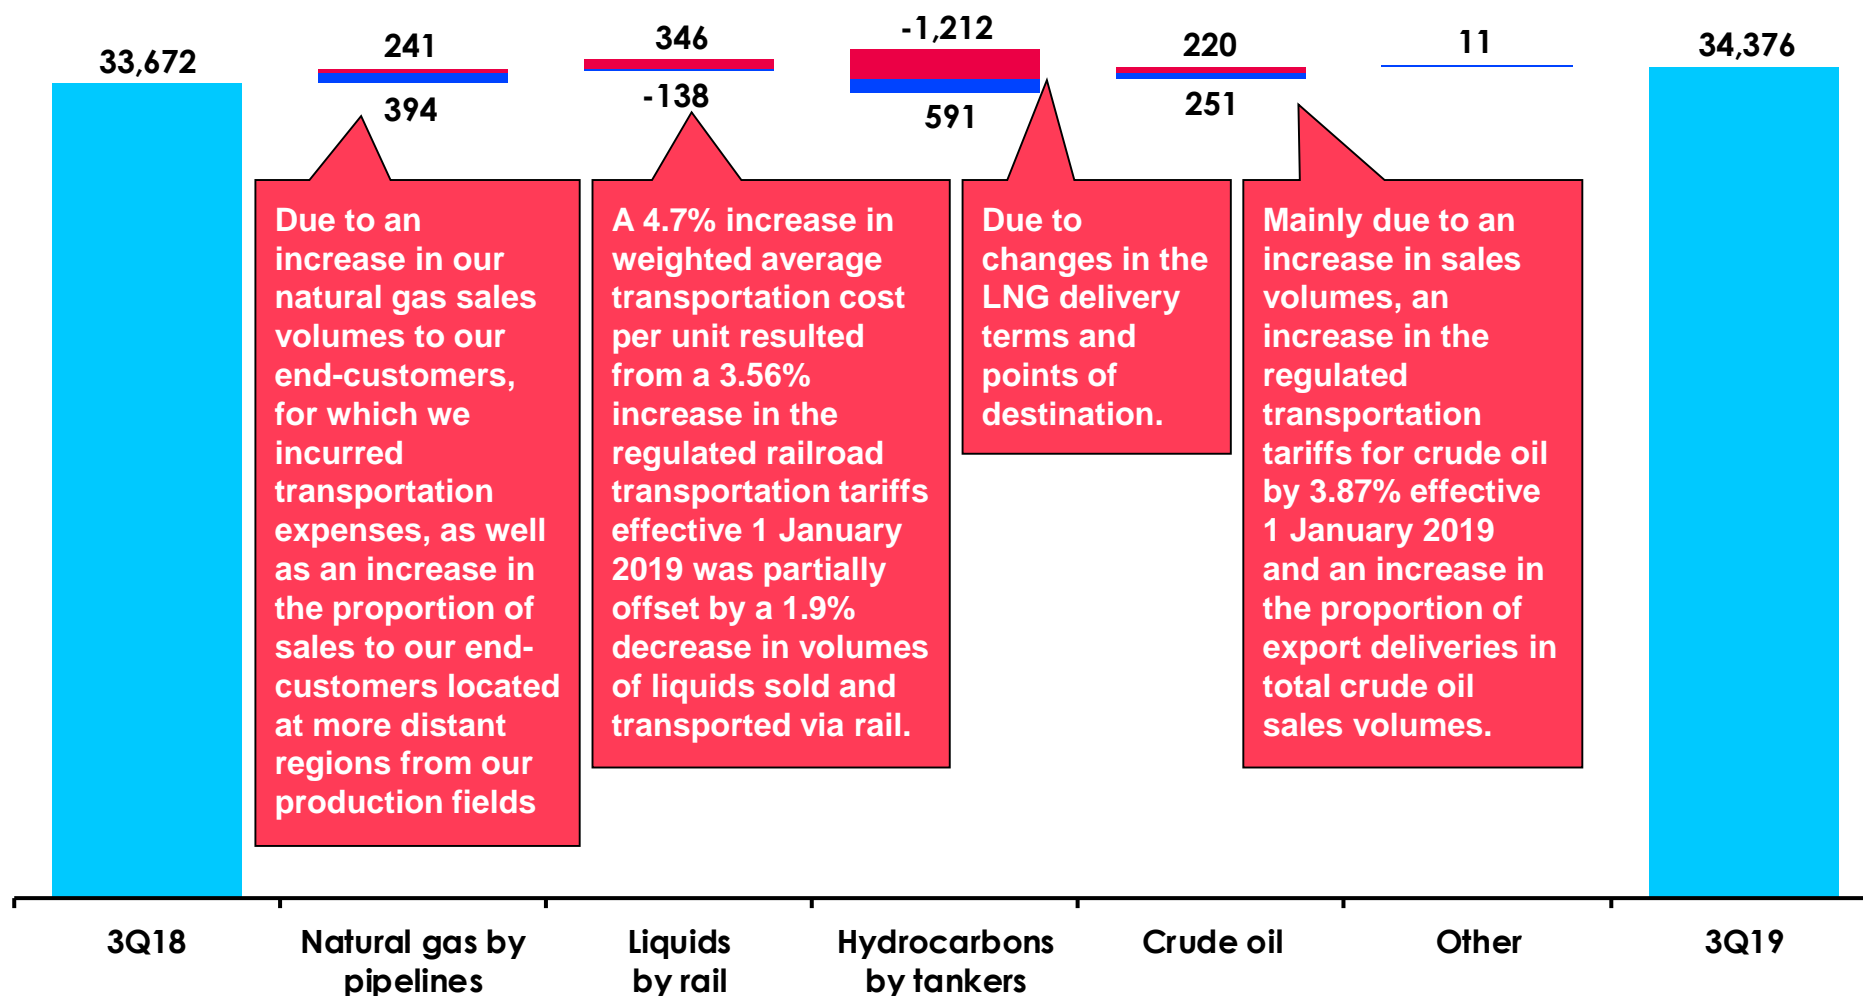 33,672
241
394
346
-138
-1,212
591
220
251
11
34,376
Due to an
increase in our
natural gas sales
volumes to our
end-customers,
for which we
incurred
transportation
expenses, as well
as an increase in
the proportion of
sales to our end-
customers located
at more distant
regions from our
production fields
A 4.7% increase in
weighted average
transportation cost
per unit resulted
from a 3.56%
increase in the
regulated railroad
transportation tariffs
effective 1 January
2019 was partially
offset by a 1.9%
decrease in volumes
of liquids sold and
transported via rail.
Due to
changes in the
LNG delivery
terms and
points of
destination.
Mainly due to an
increase in sales
volumes, an
increase in the
regulated
transportation
tariffs for crude oil
by 3.87% effective
1 January 2019
and an increase in
the proportion of
export deliveries in
total crude oil
sales volumes.
3Q18
Natural gas by
pipelines
Liquids
by rail
Hydrocarbons
by tankers
Crude oil
Other
3Q19